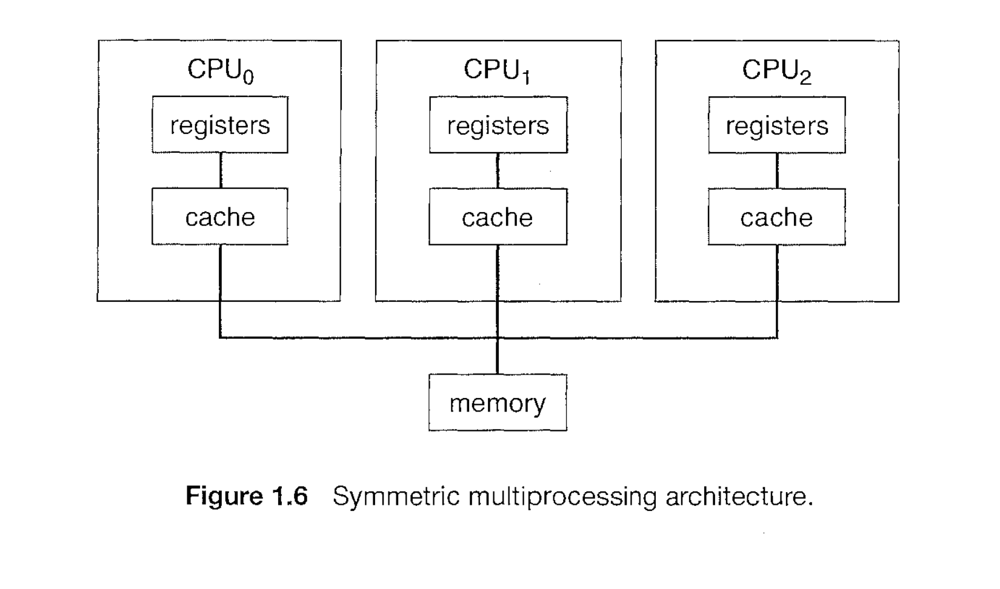 CPU₀ CPU₁ CPU₂
registers registers registers
cache cache cache
memory
Figure 1.6 Symmetric multiprocessing architecture.